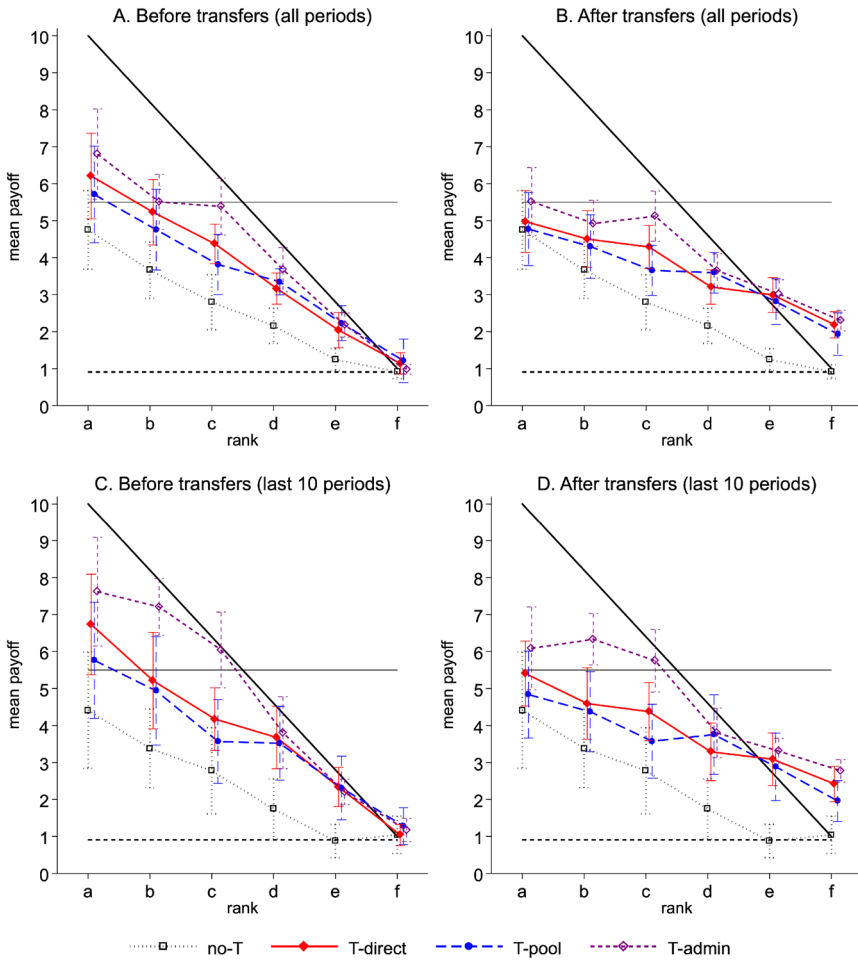 A. Before transfers (all periods)
mean payoff
10
9
8
7
6
5
4
3
2
1
0
a b c d e f
rank
B. After transfers (all periods)
mean payoff
10
9
8
7
6
5
4
3
2
1
0
a b c d e f
rank
C. Before transfers (last 10 periods)
mean payoff
10
9
8
7
6
5
4
3
2
1
0
a b c d e f
rank
D. After transfers (last 10 periods)
mean payoff
10
9
8
7
6
5
4
3
2
1
0
a b c d e f
rank
no-T T-direct T-pool T-admin